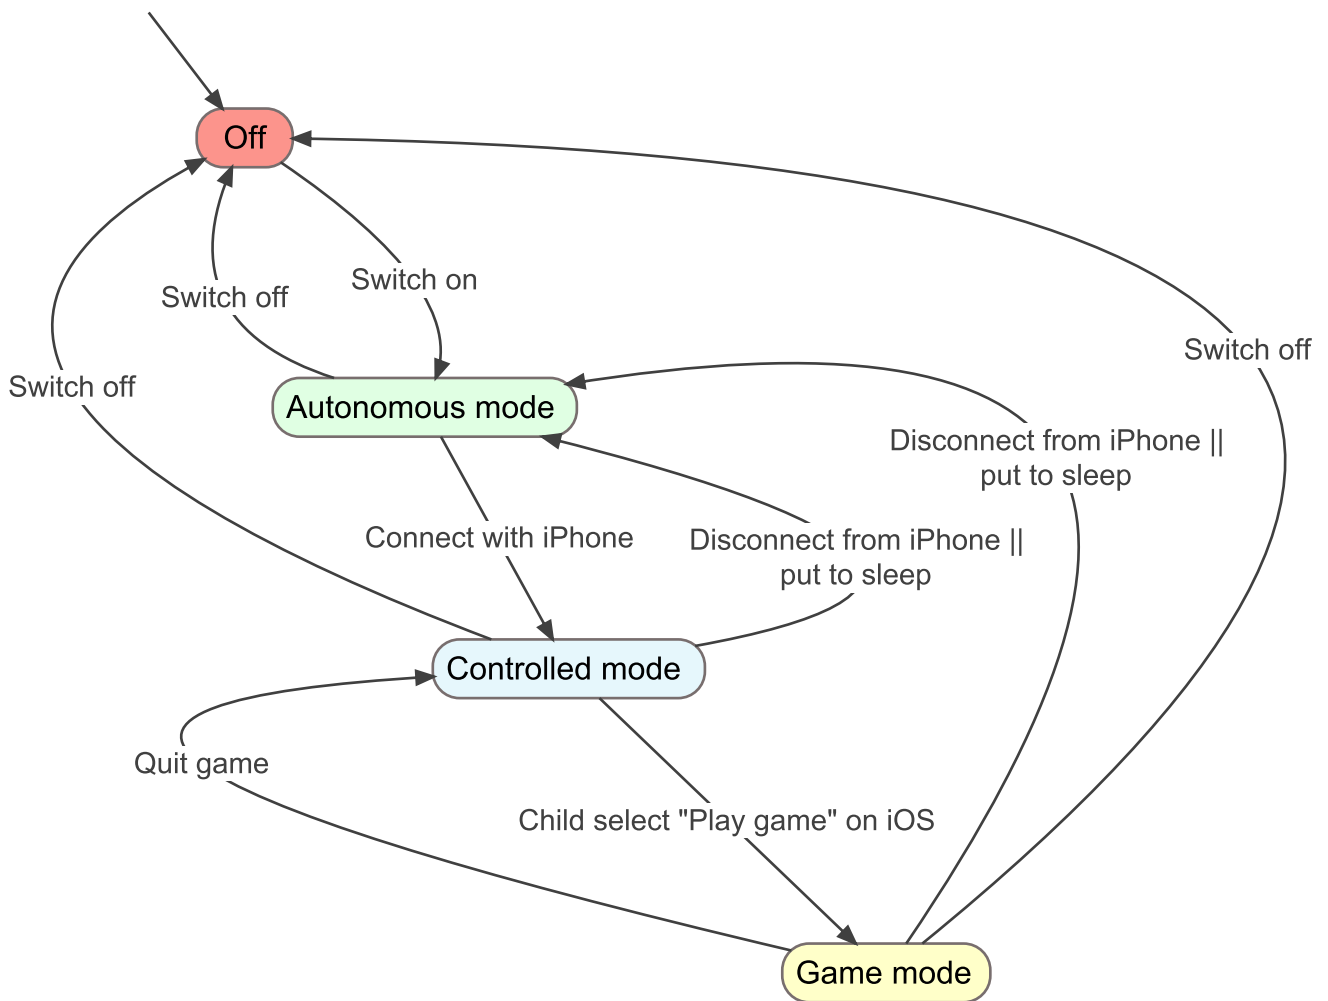 Off
Switch on
Switch off
Switch off
Switch off
Autonomous mode
Disconnect from iPhone ||
put to sleep
Connect with iPhone
Disconnect from iPhone ||
put to sleep
Controlled mode
Quit game
Child select "Play game" on iOS
Game mode